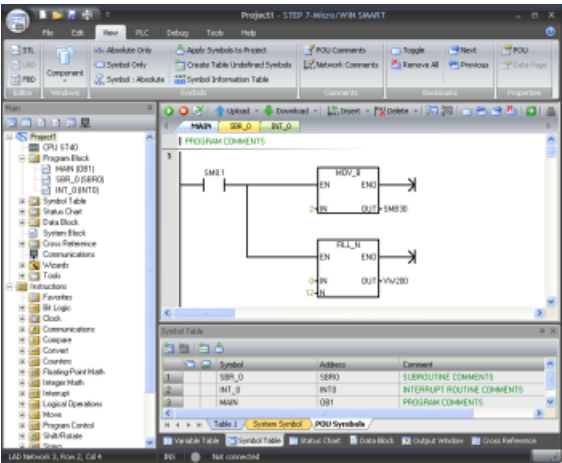 Project1 - STEP 7-Micro/WIN SMART
File Edit View PLC Debug Tools Help
STL Absolute Only Apply Symbols to Project POU Comments Toggle Next POU
LAD Component Symbol Only Create Table Undefined Symbols Network Comments Remove All Previous Data Page
FBD Symbol : Absolute Symbol Information Table
Editor Windows Symbols Comments Bookmarks Properties
Main
Upload Download Insert Delete
MAIN SBR_0 INT_0
PROGRAM COMMENTS
1
SM0.1
MOV_B
EN ENO
2 IN OUT SMB30
FILL_N
EN ENO
0 IN OUT VW200
12 N
Project1
CPU ST40
Program Block
MAIN (OB1)
SBR_0 (SBR0)
INT_0 (INT0)
Symbol Table
Status Chart
Data Block
System Block
Cross Reference
Communications
Wizards
Tools
Instructions
Favorites
Bit Logic
Clock
Communications
Compare
Convert
Counters
Floating-Point Math
Integer Math
Interrupt
Logical Operations
Move
Program Control
Shift/Rotate
String
Symbol Table
Symbol Address Comment
1 SBR_0 SBR0 SUBROUTINE COMMENTS
2 INT_0 INT0 INTERRUPT ROUTINE COMMENTS
3 MAIN OB1 PROGRAM COMMENTS
Table 1 System Symbol POU Symbols
Variable Table Symbol Table Status Chart Data Block Output Window Cross Reference
LAD Network 3, Row 2, Col 4 INS Not connected